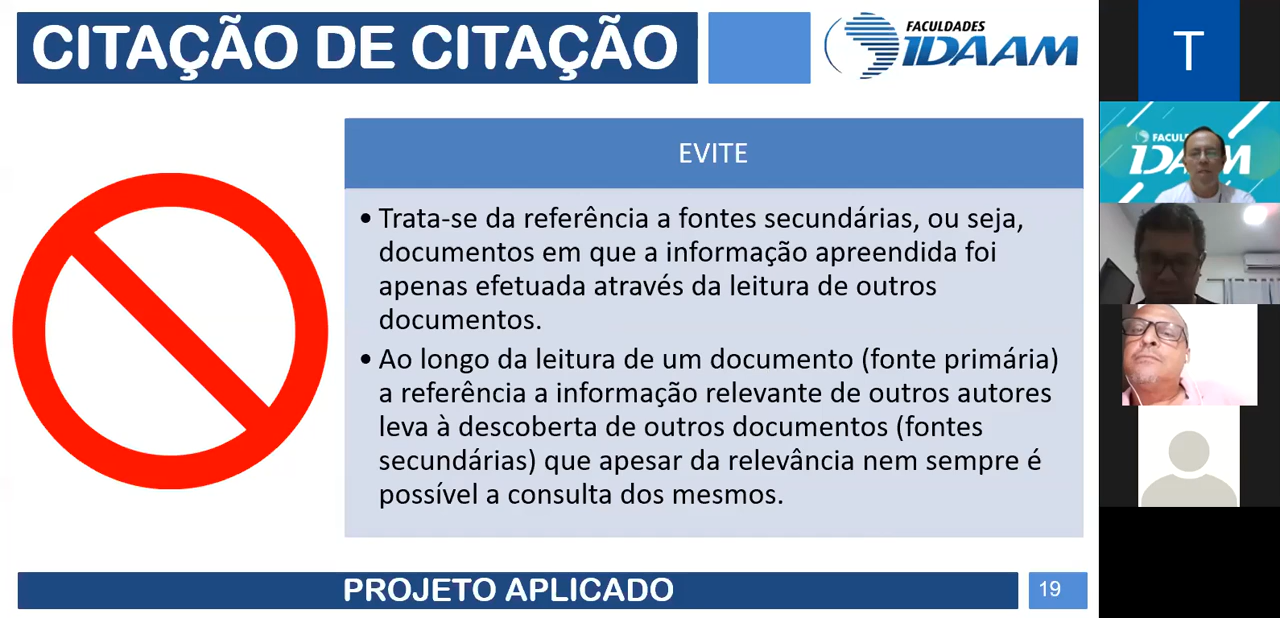 CITAÇÃO DE CITAÇÃO
FACULDADES
IDAAM
T
EVITE
• Trata-se da referência a fontes secundárias, ou seja,
documentos em que a informação apreendida foi
apenas efetuada através da leitura de outros
documentos.
• Ao longo da leitura de um documento (fonte primária)
a referência a informação relevante de outros autores
leva à descoberta de outros documentos (fontes
secundárias) que apesar da relevância nem sempre é
possível a consulta dos mesmos.
PROJETO APLICADO
19